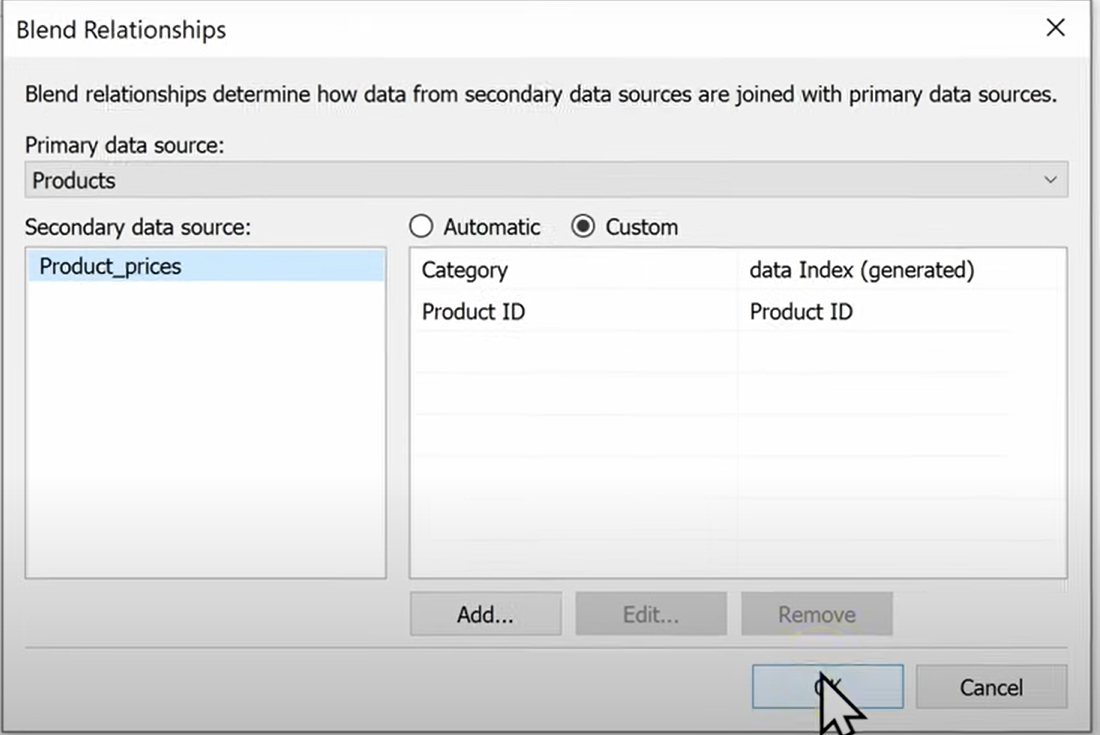 Blend Relationships
Blend relationships determine how data from secondary data sources are joined with primary data sources.
Primary data source:
Products
Secondary data source:
Automatic
Custom
Product_prices
Category
data Index (generated)
Product ID
Product ID
Add...
Edit...
Remove
Cancel